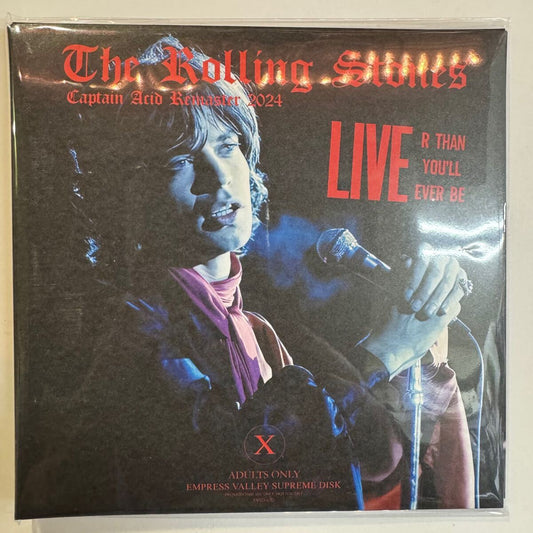 The Rolling Stones
Captain Acid Remaster 2024
LIVE R THAN
YOU'LL
EVER BE
X
ADULTS ONLY
EMPRESS VALLEY SUPREME DISK